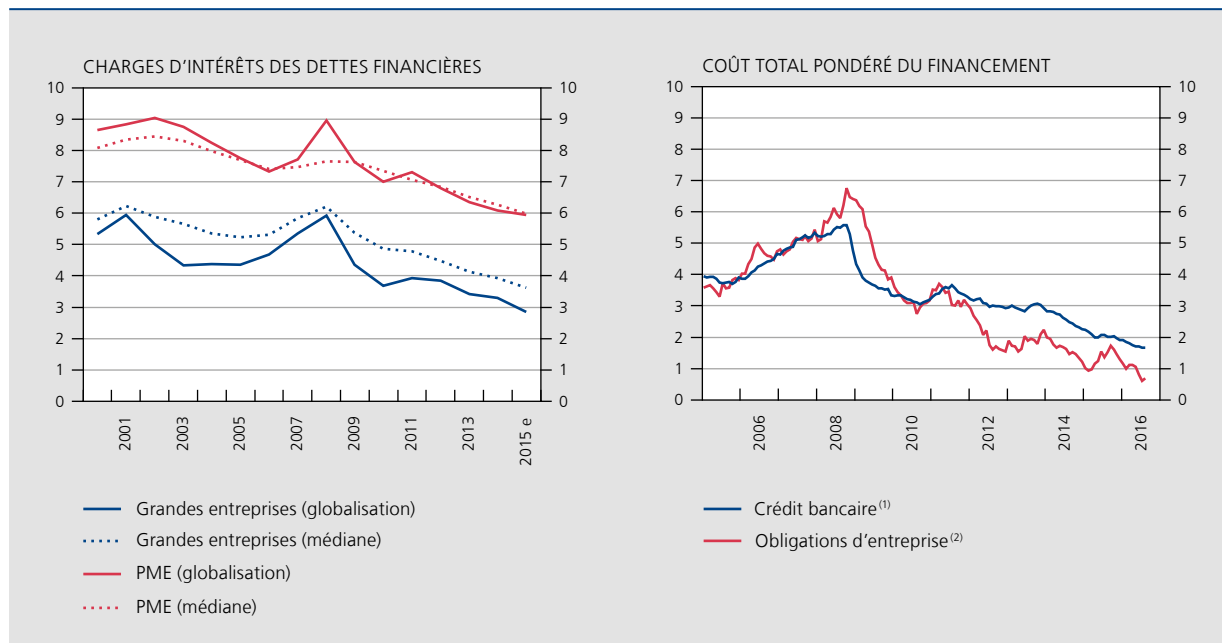 CHARGES D'INTÉRÊTS DES DETTES FINANCIÈRES
10 10
9 9
8 8
7 7
6 6
5 5
4 4
3 3
2 2
1 1
0 0
2001 2003 2005 2007 2009 2011 2013 2015 e
Grandes entreprises (globalisation)
Grandes entreprises (médiane)
PME (globalisation)
PME (médiane)
COÛT TOTAL PONDÉRÉ DU FINANCEMENT
10 10
9 9
8 8
7 7
6 6
5 5
4 4
3 3
2 2
1 1
0 0
2006 2008 2010 2012 2014 2016
Crédit bancaire(1)
Obligations d'entreprise(2)